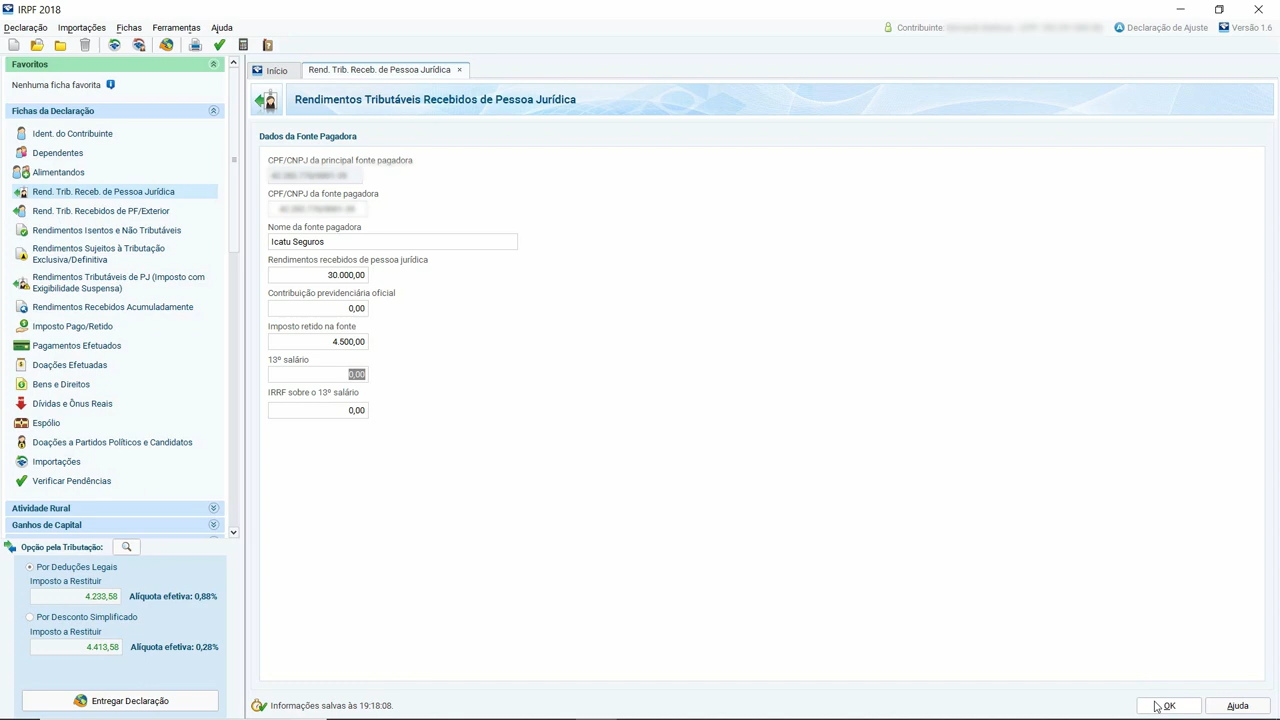 IRPF 2018
Declaração Importações Fichas Ferramentas Ajuda
Contribuinte:
Declaração de Ajuste
Versão 1.6
Favoritos
Nenhuma ficha favorita
Fichas da Declaração
Ident. do Contribuinte
Dependentes
Alimentandos
Rend. Trib. Receb. de Pessoa Jurídica
Rend. Trib. Recebidos de PF/Exterior
Rendimentos Isentos e Não Tributáveis
Rendimentos Sujeitos à Tributação
Exclusiva/Definitiva
Rendimentos Tributáveis de PJ (Imposto com
Exigibilidade Suspensa)
Rendimentos Recebidos Acumuladamente
Imposto Pago/Retido
Pagamentos Efetuados
Doações Efetuadas
Bens e Direitos
Dívidas e Ônus Reais
Espólio
Doações a Partidos Políticos e Candidatos
Importações
Verificar Pendências
Atividade Rural
Ganhos de Capital
Opção pela Tributação:
Por Deduções Legais
Imposto a Restituir
4.233,58 Alíquota efetiva: 0,88%
Por Desconto Simplificado
Imposto a Restituir
4.413,58 Alíquota efetiva: 0,28%
Entregar Declaração
Início
Rend. Trib. Receb. de Pessoa Jurídica ×
Rendimentos Tributáveis Recebidos de Pessoa Jurídica
Dados da Fonte Pagadora
CPF/CNPJ da principal fonte pagadora
CPF/CNPJ da fonte pagadora
Nome da fonte pagadora
Icatu Seguros
Rendimentos recebidos de pessoa jurídica
30.000,00
Contribuição previdenciária oficial
0,00
Imposto retido na fonte
4.500,00
13º salário
0,00
IRRF sobre o 13º salário
0,00
Informações salvas às 19:18:08.
OK
Ajuda